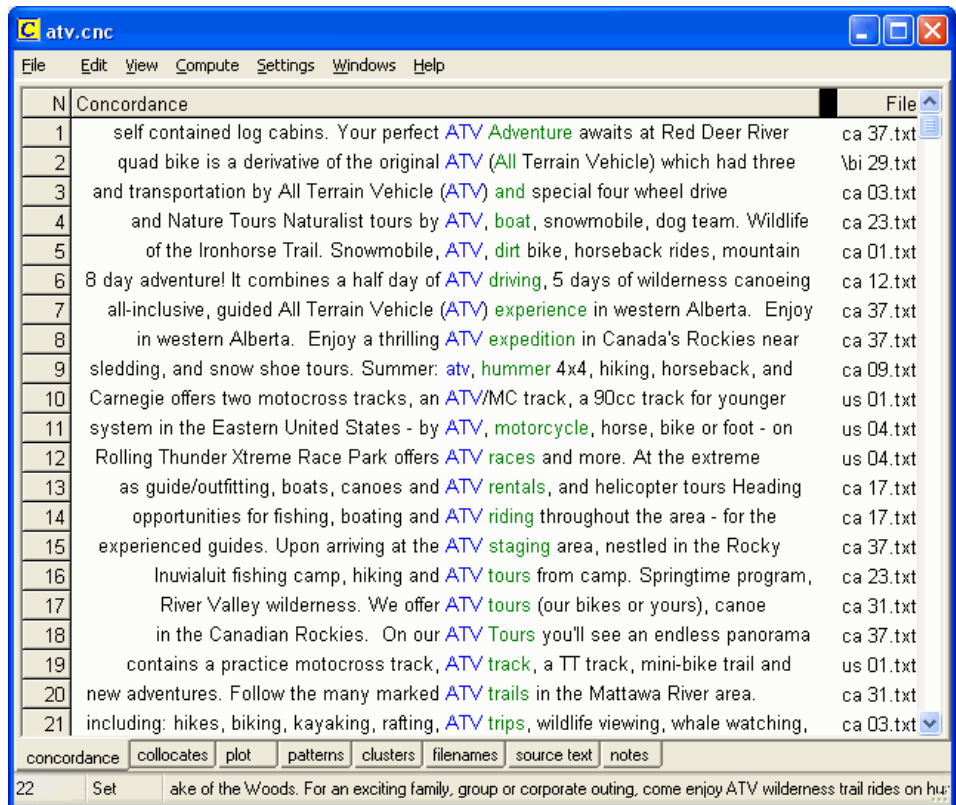 C atv.cnc
File Edit View Compute Settings Windows Help
N Concordance File
1 self contained log cabins. Your perfect ATV Adventure awaits at Red Deer River ca 37.txt
2 quad bike is a derivative of the original ATV (All Terrain Vehicle) which had three \bi 29.txt
3 and transportation by All Terrain Vehicle (ATV) and special four wheel drive ca 03.txt
4 and Nature Tours Naturalist tours by ATV, boat, snowmobile, dog team. Wildlife ca 23.txt
5 of the Ironhorse Trail. Snowmobile, ATV, dirt bike, horseback rides, mountain ca 01.txt
6 8 day adventure! It combines a half day of ATV driving, 5 days of wilderness canoeing ca 12.txt
7 all-inclusive, guided All Terrain Vehicle (ATV) experience in western Alberta. Enjoy ca 37.txt
8 in western Alberta. Enjoy a thrilling ATV expedition in Canada's Rockies near ca 37.txt
9 sledding, and snow shoe tours. Summer: atv, hummer 4x4, hiking, horseback, and ca 09.txt
10 Carnegie offers two motocross tracks, an ATV/MC track, a 90cc track for younger us 01.txt
11 system in the Eastern United States - by ATV, motorcycle, horse, bike or foot - on us 04.txt
12 Rolling Thunder Xtreme Race Park offers ATV races and more. At the extreme us 04.txt
13 as guide/outfitting, boats, canoes and ATV rentals, and helicopter tours Heading ca 17.txt
14 opportunities for fishing, boating and ATV riding throughout the area - for the ca 17.txt
15 experienced guides. Upon arriving at the ATV staging area, nestled in the Rocky ca 37.txt
16 Inuvialuit fishing camp, hiking and ATV tours from camp. Springtime program, ca 23.txt
17 River Valley wilderness. We offer ATV tours (our bikes or yours), canoe ca 31.txt
18 in the Canadian Rockies. On our ATV Tours you'll see an endless panorama ca 37.txt
19 contains a practice motocross track, ATV track, a TT track, mini-bike trail and us 01.txt
20 new adventures. Follow the many marked ATV trails in the Mattawa River area. ca 31.txt
21 including: hikes, biking, kayaking, rafting, ATV trips, wildlife viewing, whale watching, ca 03.txt
concordance collocates plot patterns clusters filenames source text notes
22 Set ake of the Woods. For an exciting family, group or corporate outing, come enjoy ATV wilderness trail rides on